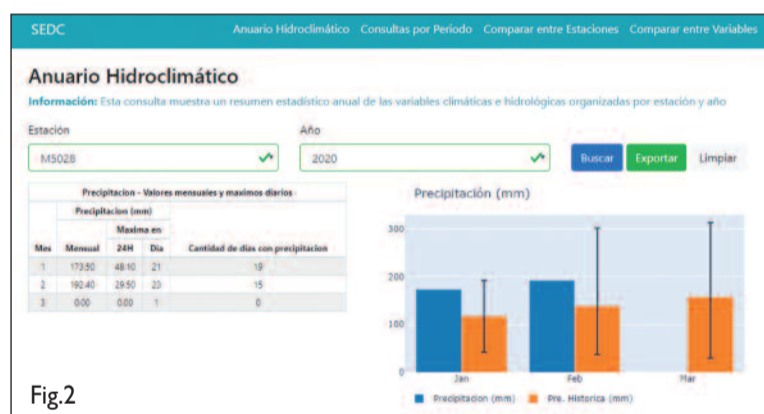 SEDC Anuario Hidroclimático Consultas por Periodo Comparar entre Estaciones Comparar entre Variables
Anuario Hidroclimático
Información: Esta consulta muestra un resumen estadístico anual de las variables climáticas e hidrológicas organizadas por estación y año
Estación Año
M5028 2020 Buscar Exportar Limpiar
Precipitacion - Valores mensuales y maximos diarios
Precipitacion (mm)
Maxima en
Mes Mensual 24H Dia Cantidad de dias con precipitacion
1 173.50 48.10 21 19
2 192.40 29.50 23 15
3 0.00 0.00 1 0
Precipitación (mm)
300
200
100
0
Jan Feb Mar
Precipitacion (mm) Pre. Historica (mm)
Fig.2